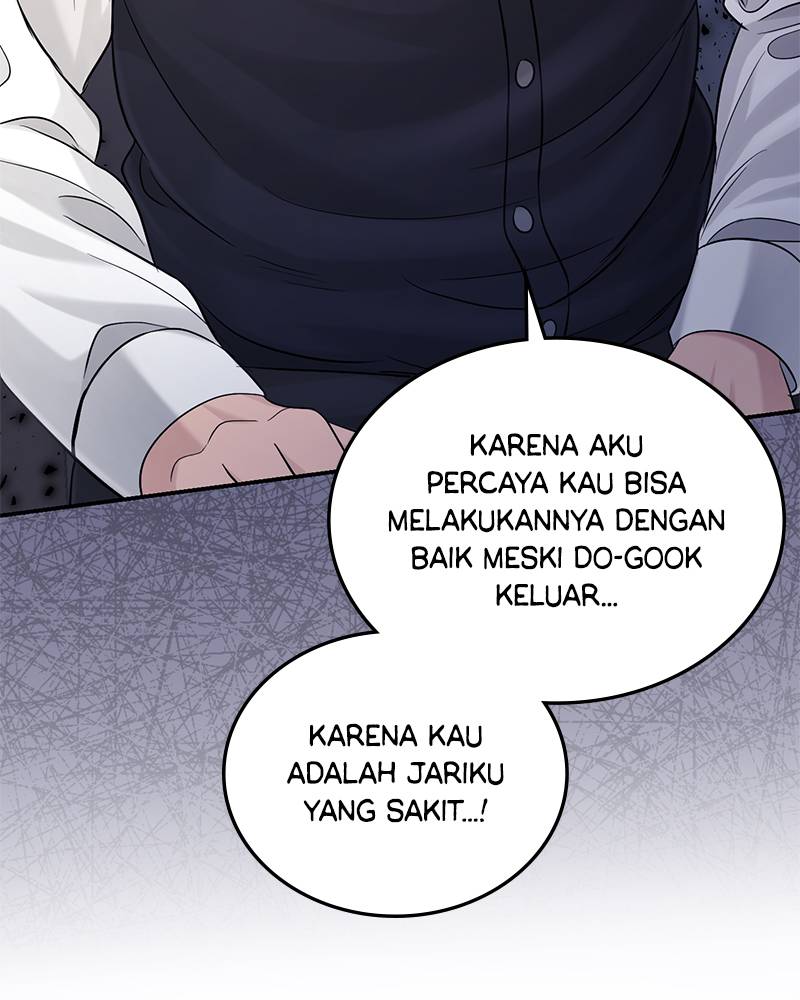 KARENA AKU
PERCAYA KAU BISA
MELAKUKANNYA DENGAN
BAIK MESKI DO-GOOK
KELUAR...
KARENA KAU
ADALAH JARIKU
YANG SAKIT...!